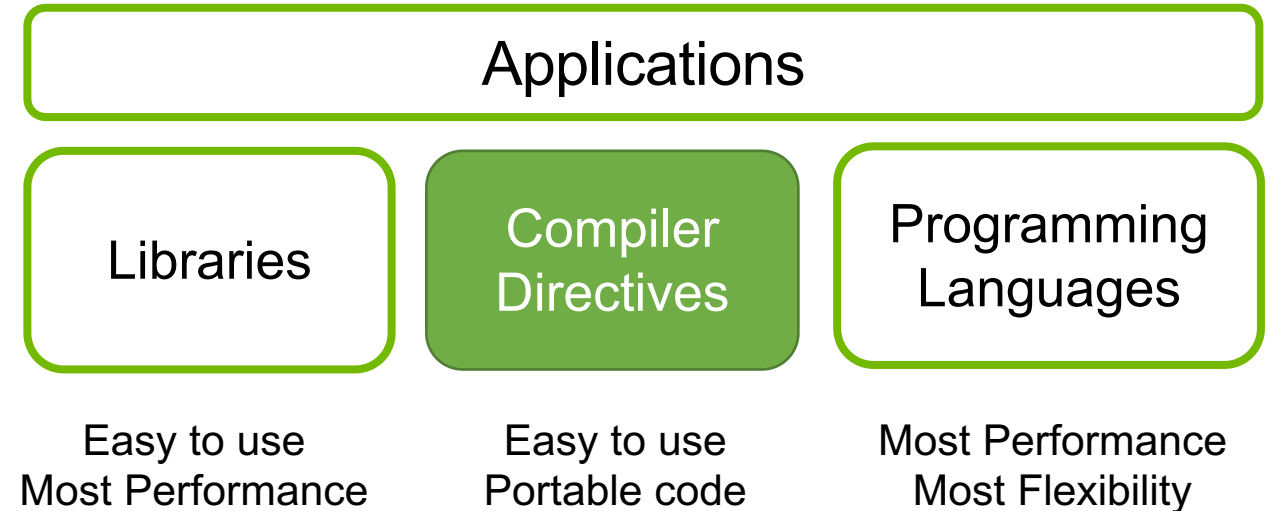 Applications
Libraries
Compiler
Directives
Programming
Languages
Easy to use
Most Performance
Easy to use
Portable code
Most Performance
Most Flexibility